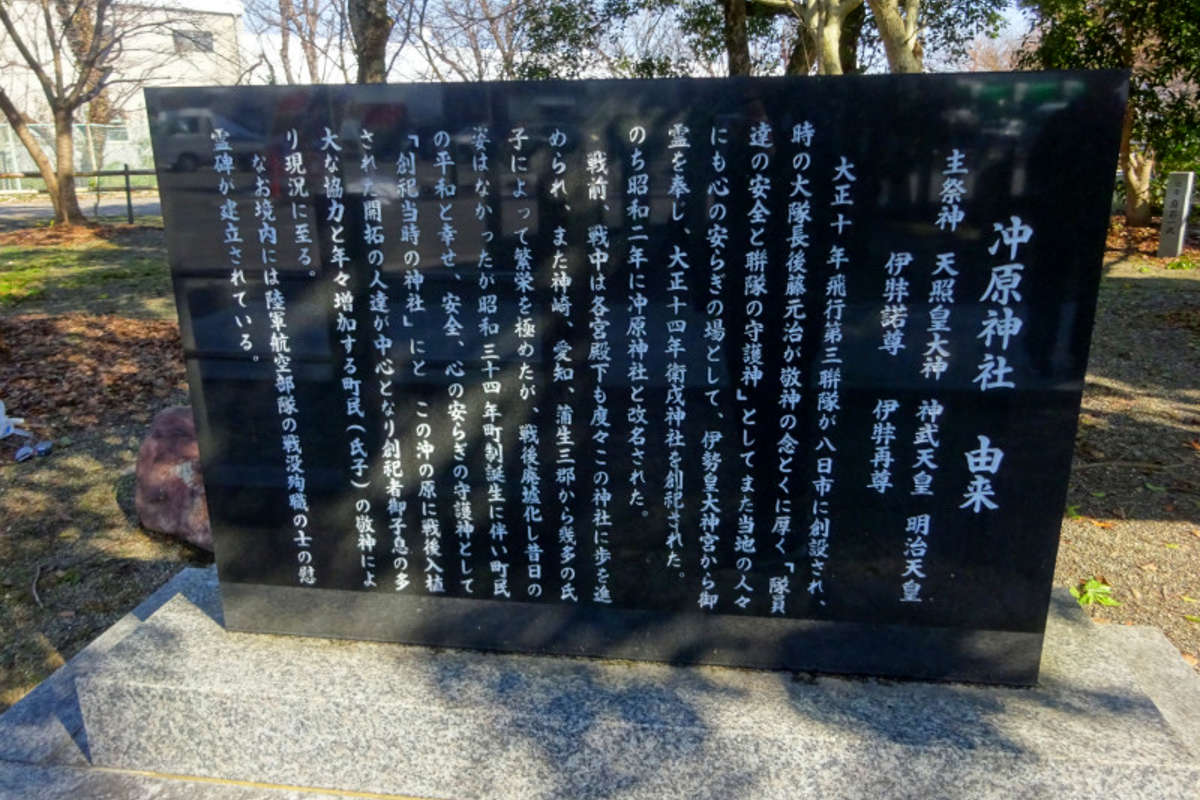 冲原神社　由来
主祭神　天照皇大神　神武天皇　明治天皇
伊弉諾尊　伊弉再尊
大正十年飛行第三聯隊が八日市に創設され、
時の大隊長後藤元治が敬神の念とくに厚く「隊員
達の安全と聯隊の守護神」としてまた当地の人々
にも心の安らぎの場として、伊勢皇大神宮から御
霊を奉し、大正十四年衛戍神社を創祀された。
のち昭和二年に冲原神社と改名された。
戦前、戦中は各宮殿下も度々この神社に歩を進
められ、また神崎、愛知、蒲生三郡から幾多の氏
子によって繁栄を極めたが、戦後廃墟化し昔日の
姿はなかったが昭和三十四年町制誕生に伴い町民
の平和と幸せ、安全、心の安らぎの守護神として
「創祀当時の神社」にと　この沖の原に戦後入植
された開拓の人達が中心となり創祀者御子息の多
大な協力と年々増加する町民（氏子）の敬神によ
り現況に至る。
なお境内には陸軍航空部隊の戦没殉職の士の慰
霊碑が建立されている。